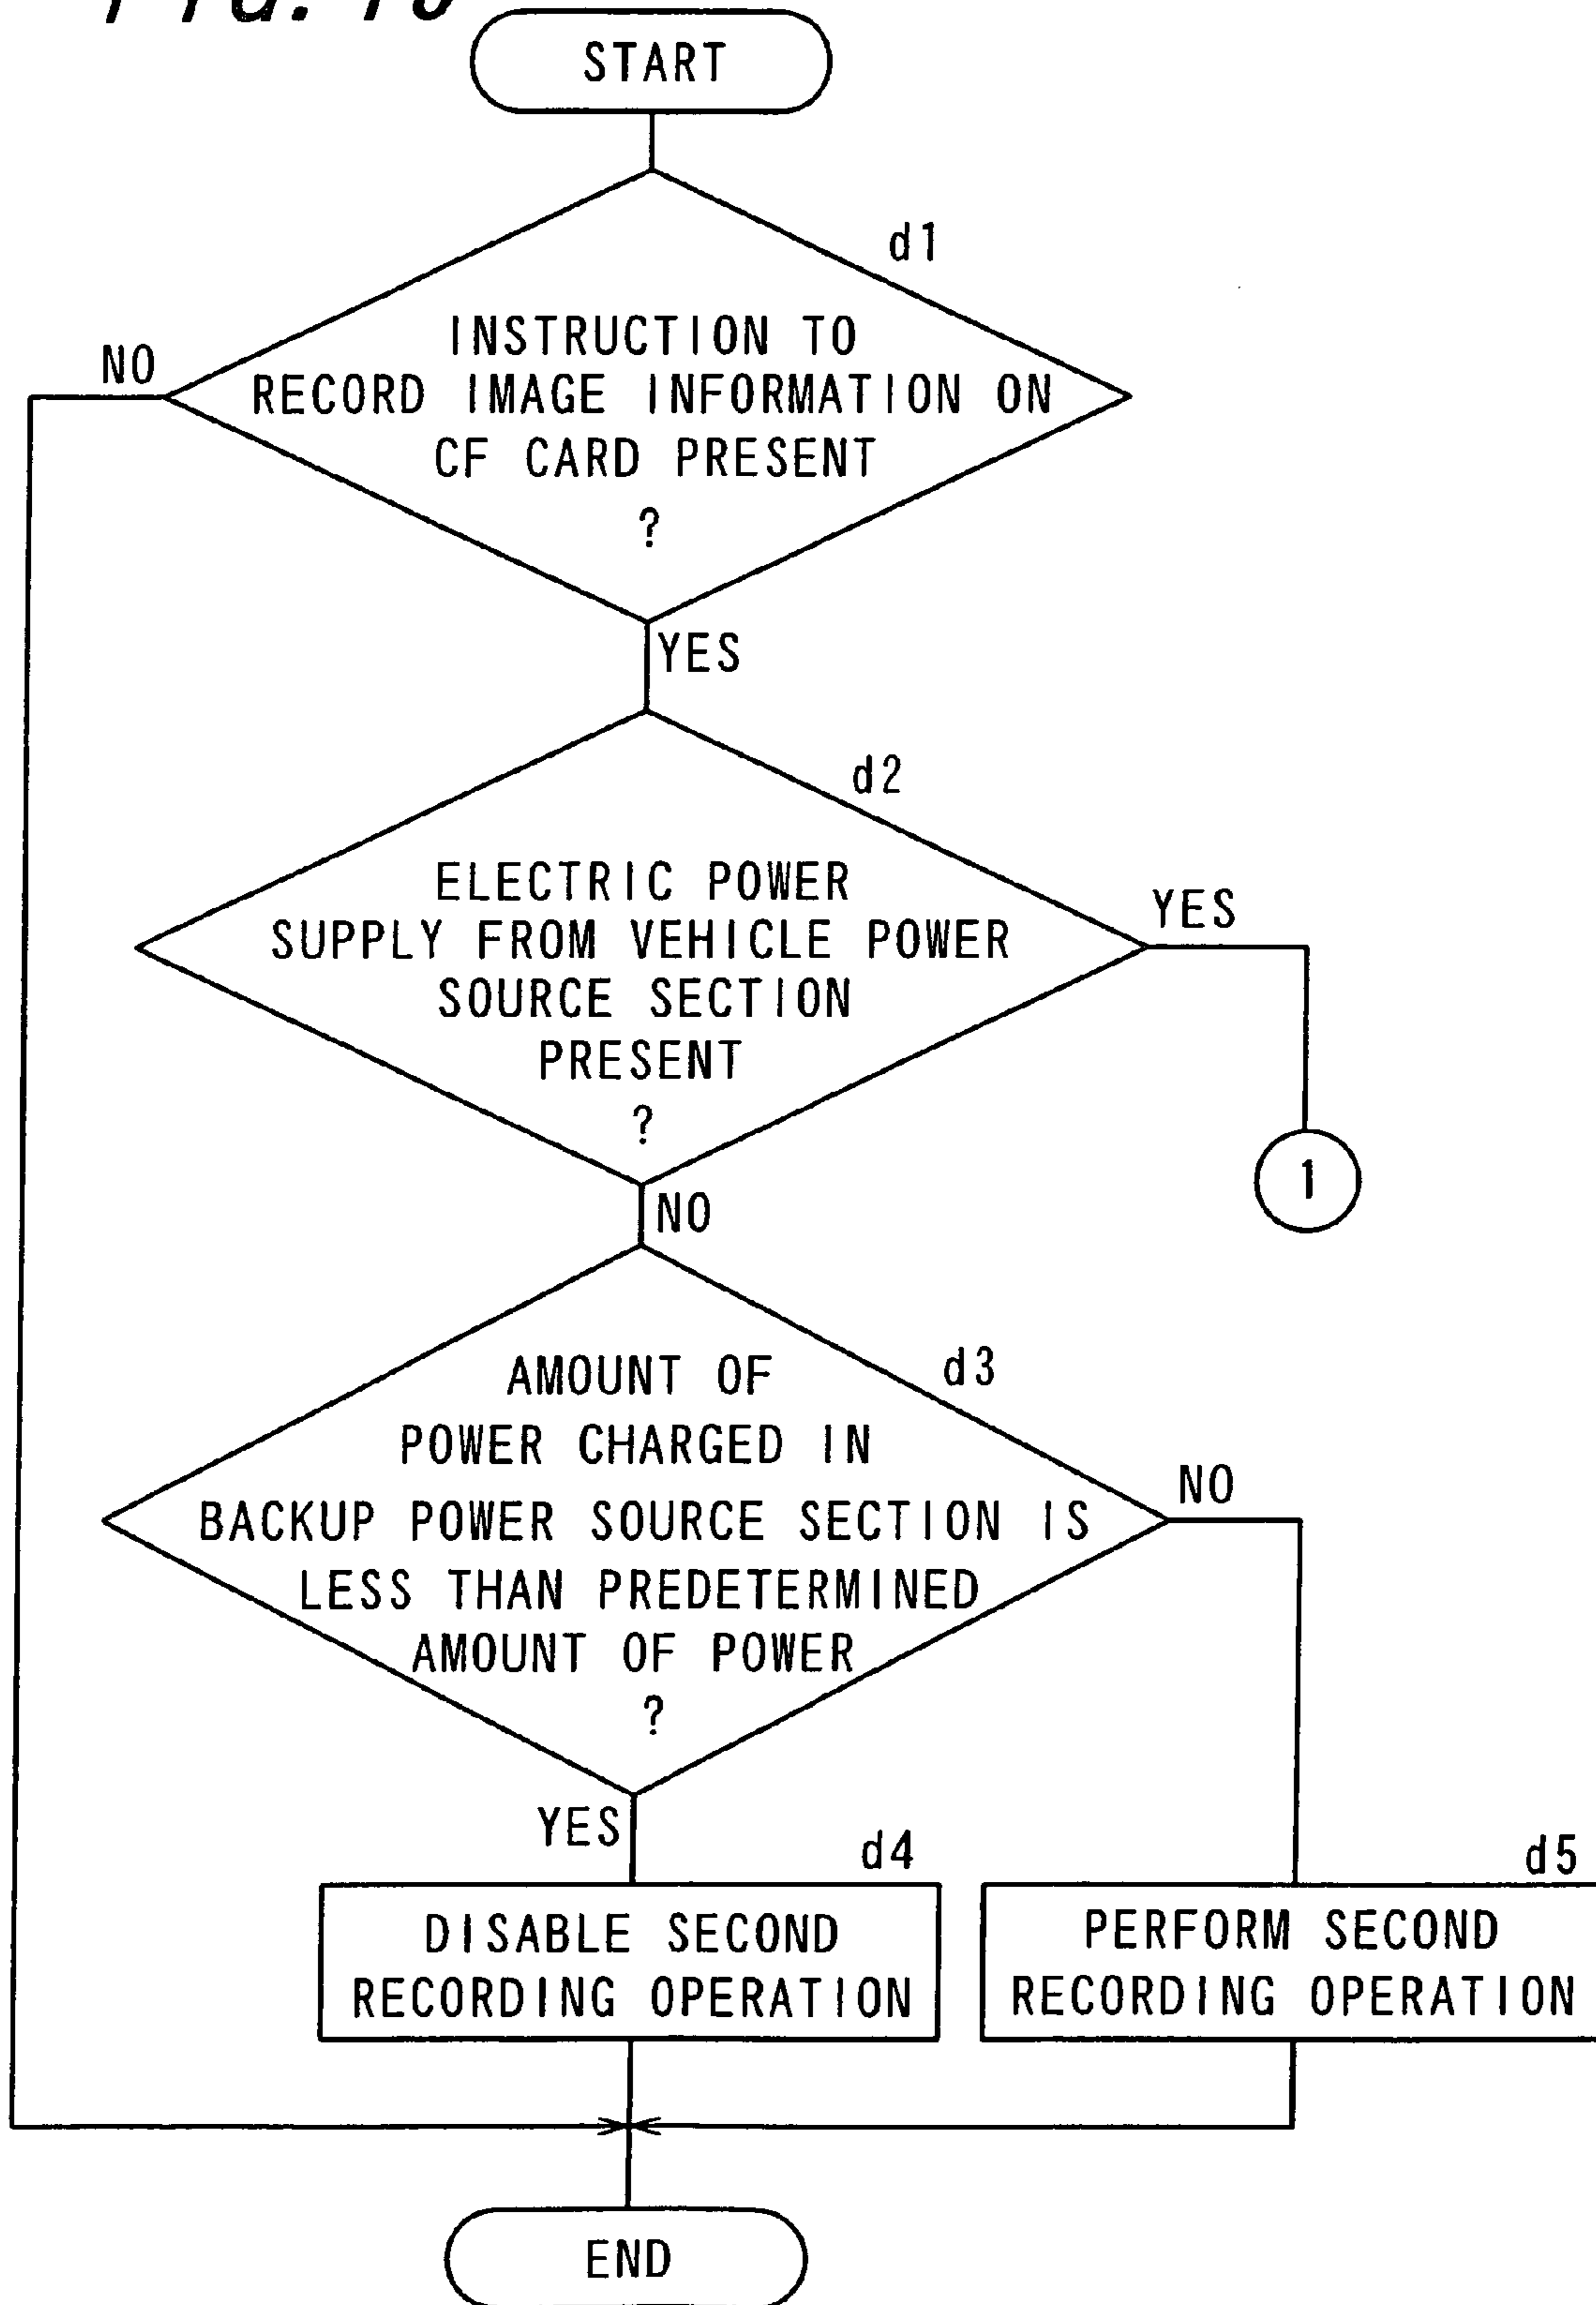 START
d1
INSTRUCTION TO
RECORD IMAGE INFORMATION ON
CF CARD PRESENT
?
NO
YES
d2
ELECTRIC POWER
SUPPLY FROM VEHICLE POWER
SOURCE SECTION
PRESENT
?
YES
1
NO
d3
AMOUNT OF
POWER CHARGED IN
BACKUP POWER SOURCE SECTION IS
LESS THAN PREDETERMINED
AMOUNT OF POWER
?
NO
YES
d4
DISABLE SECOND
RECORDING OPERATION
d5
PERFORM SECOND
RECORDING OPERATION
END